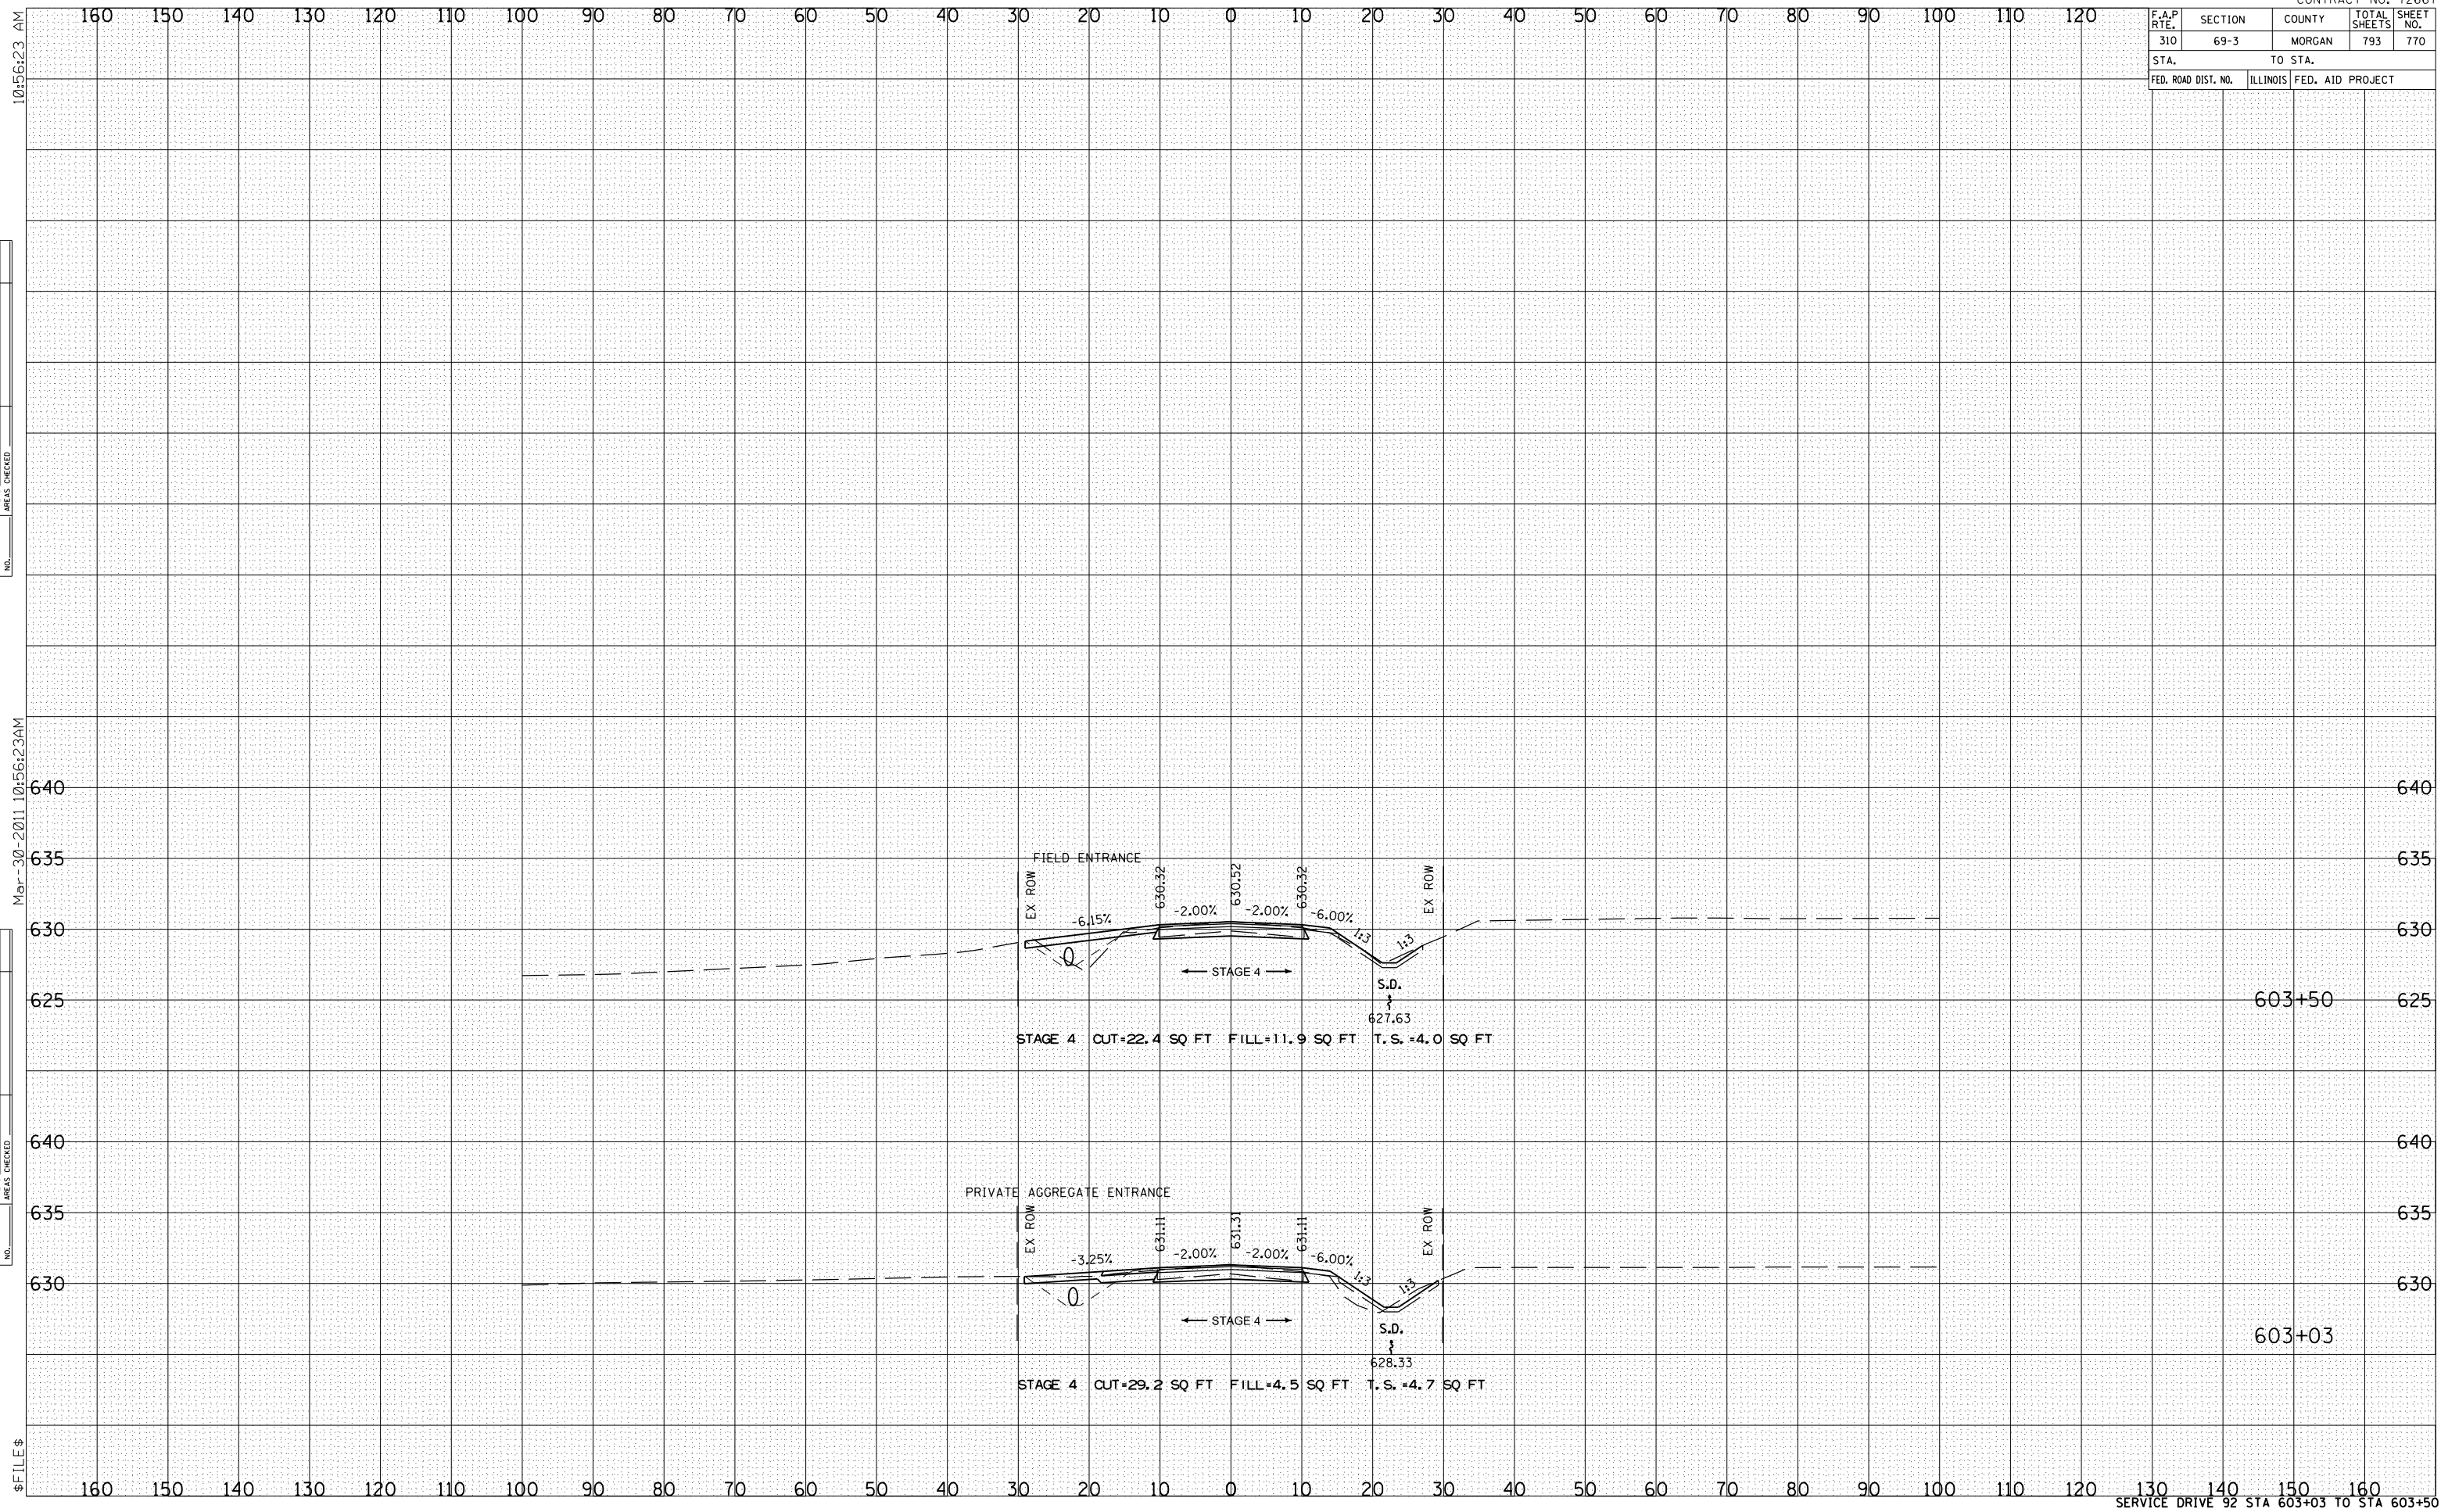 160 150 140 130 120 110 100 90 80 70 60 50 40 30 20 10 0 10 20 30 40 50 60 70 80 90 100 110 120
F.A.P RTE. SECTION COUNTY TOTAL SHEETS SHEET NO.
310 69-3 MORGAN 793 770
STA. TO STA.
FED. ROAD DIST. NO. ILLINOIS FED. AID PROJECT
10:56:23 AM
AREAS CHECKED
NO.
Mar-30-2011 10:56:23AM
640 640
635 635
FIELD ENTRANCE
EX ROW 630.32 630.52 630.32 EX ROW
-6.15% -2.00% -2.00% -6.00%
630 630
1:3 1:3
STAGE 4
S.D.
625 603+50 625
627.63
STAGE 4 CUT=22.4 SQ FT FILL=11.9 SQ FT T.S.=4.0 SQ FT
AREAS CHECKED
NO.
640 640
PRIVATE AGGREGATE ENTRANCE
635 635
EX ROW 631.11 631.31 631.11 EX ROW
-3.25% -2.00% -2.00% -6.00%
630 630
1:3 1:3
STAGE 4
S.D.
603+03
628.33
STAGE 4 CUT=29.2 SQ FT FILL=4.5 SQ FT T.S.=4.7 SQ FT
$FILE$
160 150 140 130 120 110 100 90 80 70 60 50 40 30 20 10 0 10 20 30 40 50 60 70 80 90 100 110 120 130 140 150 160
SERVICE DRIVE 92 STA 603+03 TO STA 603+50